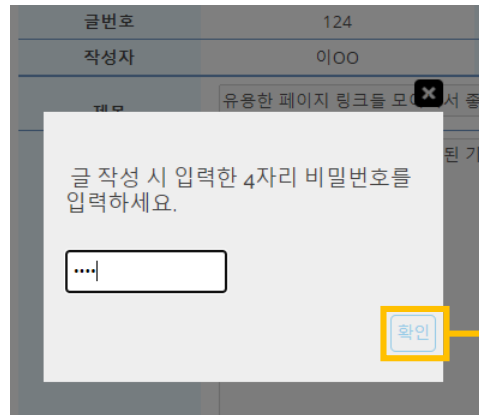 글번호 124
작성자 이OO
제목 유용한 페이지 링크들 모 서 좋
된 기
글 작성 시 입력한 4자리 비밀번호를
입력하세요.
••••
확인